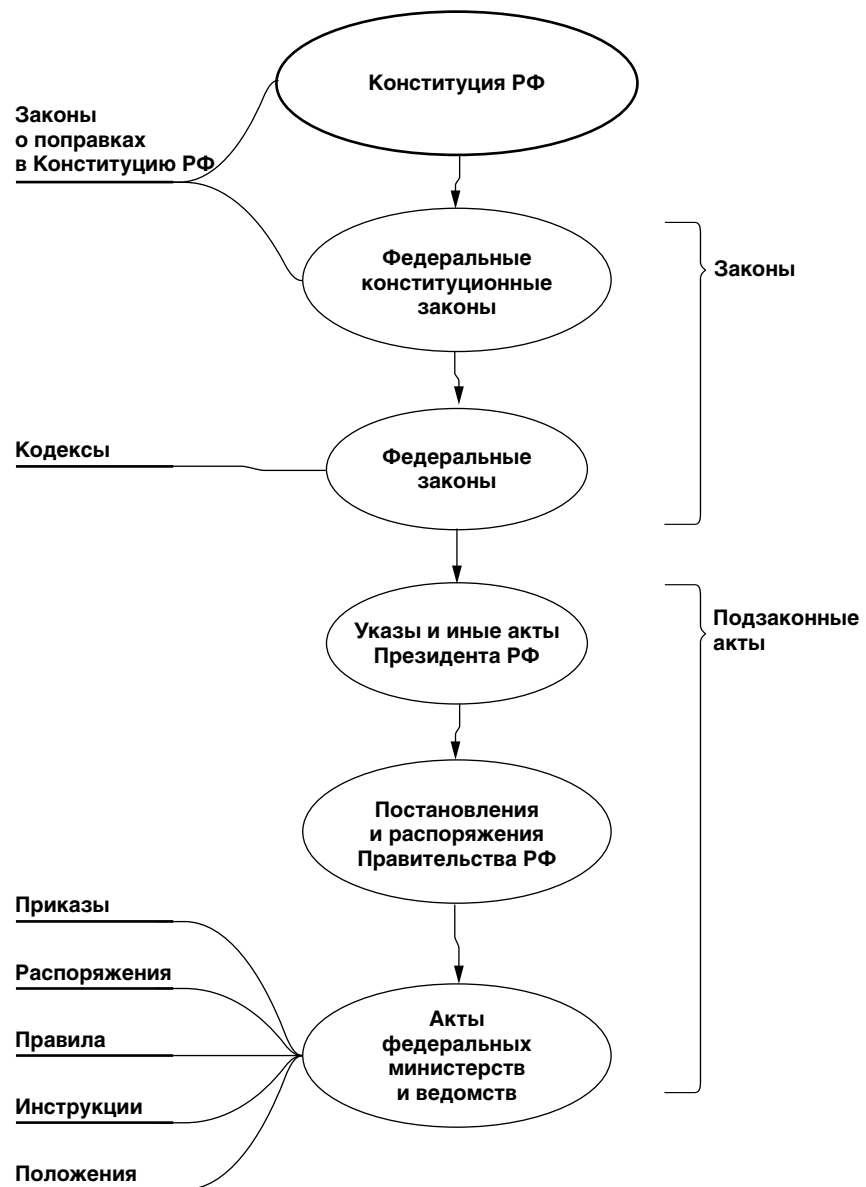 Конституция РФ
Законы
о поправках
в Конституцию РФ
Федеральные
конституционные
законы
Законы
Кодексы
Федеральные
законы
Указы и иные акты
Президента РФ
Подзаконные
акты
Постановления
и распоряжения
Правительства РФ
Приказы
Распоряжения
Правила
Инструкции
Положения
Акты
федеральных
министерств
и ведомств